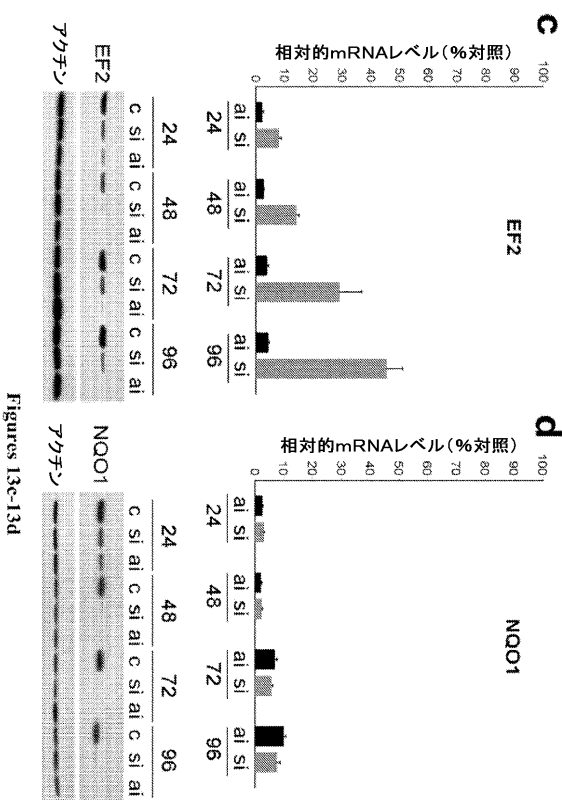 c
EF2
相対的mRNAレベル(%対照)
100
90
80
70
60
50
40
30
20
10
0
ai si ai si ai si ai si
24 48 72 96
24 48 72 96
c si ai c si ai c si ai c si ai
EF2
アクチン
d
NQO1
相対的mRNAレベル(%対照)
100
90
80
70
60
50
40
30
20
10
0
ai si ai si ai si ai si
24 48 72 96
24 48 72 96
c si ai c si ai c si ai c si ai
NQO1
アクチン
Figures 13c-13d